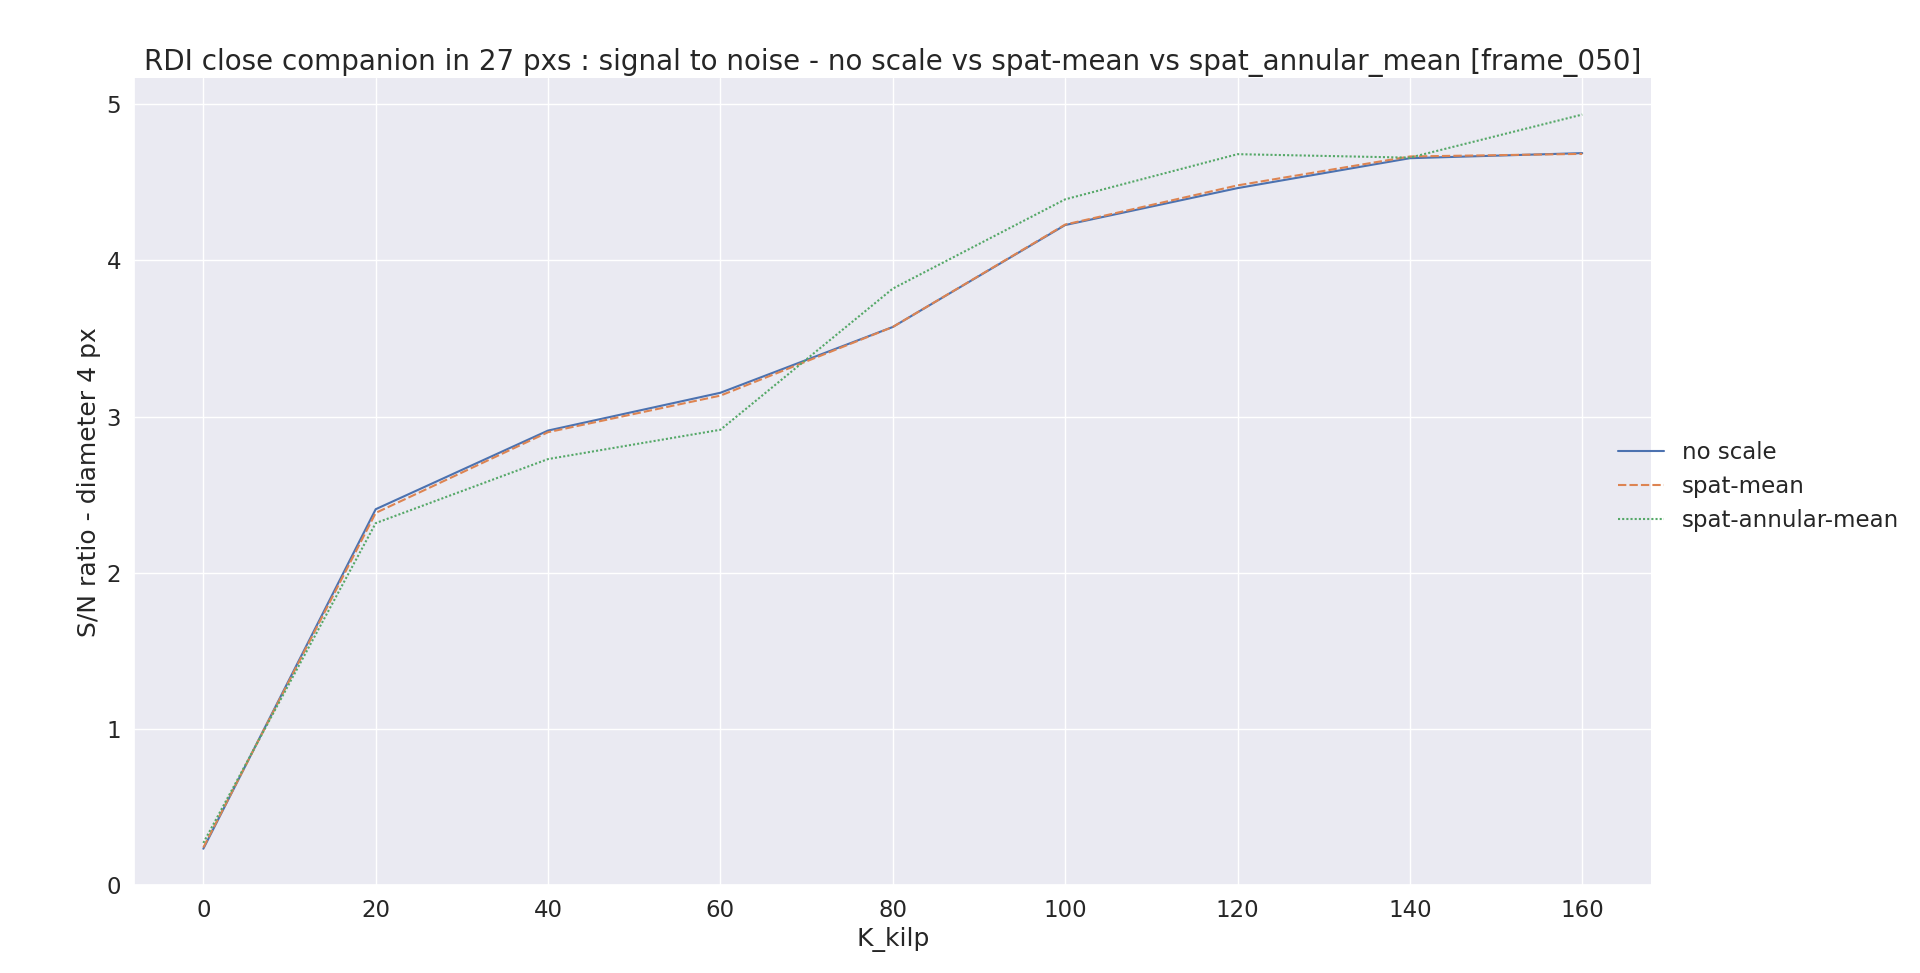 RDI close companion in 27 pxs : signal to noise - no scale vs spat-mean vs spat_annular_mean [frame_050]
5
4
3
2
1
0
S/N ratio - diameter 4 px
0 20 40 60 80 100 120 140 160
K_kilp
no scale
spat-mean
spat-annular-mean